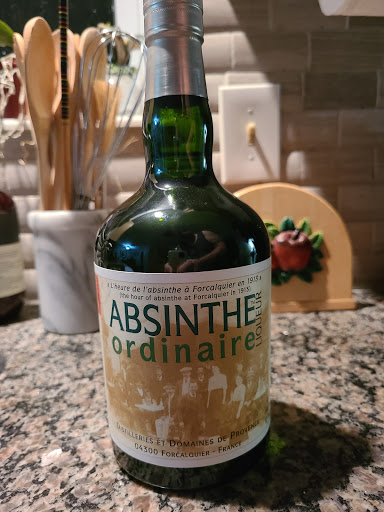 « L'heure de l'absinthe à Forcalquier en 1915 »
(the hour of absinthe at Forcalquier in 1915)
ABSINTHE
ordinaire
LIQUEUR
DISTILLERIES ET DOMAINES DE PROVENCE
04300 FORCALQUIER - FRANCE